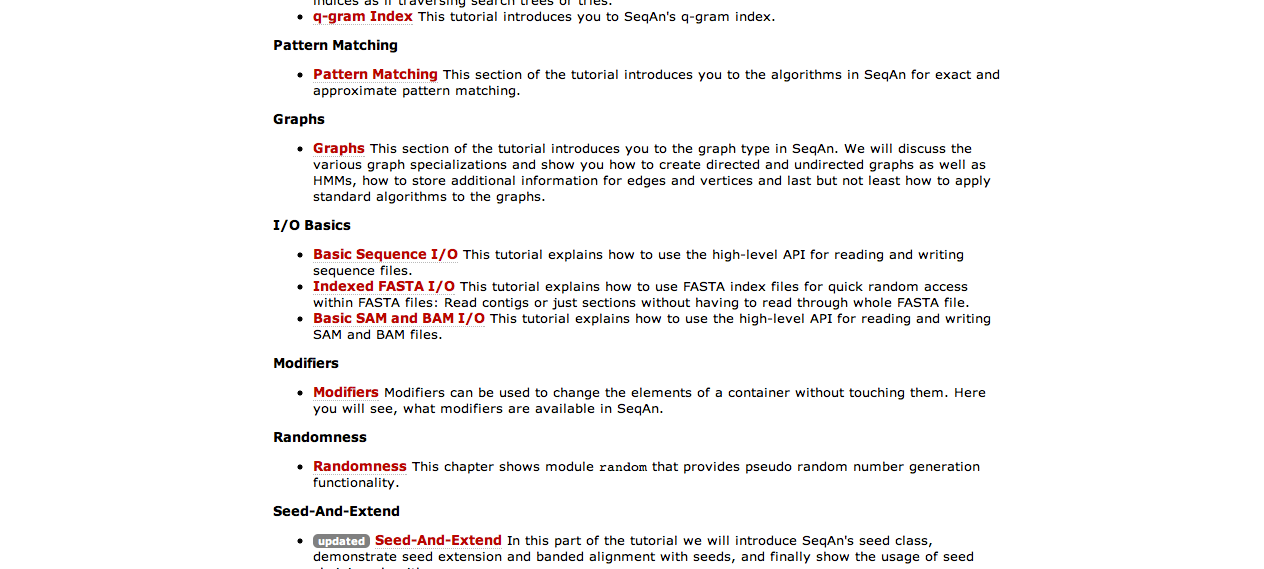 indices as if traversing search trees or tries.
q-gram Index This tutorial introduces you to SeqAn's q-gram index.
Pattern Matching
Pattern Matching This section of the tutorial introduces you to the algorithms in SeqAn for exact and
approximate pattern matching.
Graphs
Graphs This section of the tutorial introduces you to the graph type in SeqAn. We will discuss the
various graph specializations and show you how to create directed and undirected graphs as well as
HMMs, how to store additional information for edges and vertices and last but not least how to apply
standard algorithms to the graphs.
I/O Basics
Basic Sequence I/O This tutorial explains how to use the high-level API for reading and writing
sequence files.
Indexed FASTA I/O This tutorial explains how to use FASTA index files for quick random access
within FASTA files: Read contigs or just sections without having to read through whole FASTA file.
Basic SAM and BAM I/O This tutorial explains how to use the high-level API for reading and writing
SAM and BAM files.
Modifiers
Modifiers Modifiers can be used to change the elements of a container without touching them. Here
you will see, what modifiers are available in SeqAn.
Randomness
Randomness This chapter shows module random that provides pseudo random number generation
functionality.
Seed-And-Extend
updated Seed-And-Extend In this part of the tutorial we will introduce SeqAn's seed class,
demonstrate seed extension and banded alignment with seeds, and finally show the usage of seed